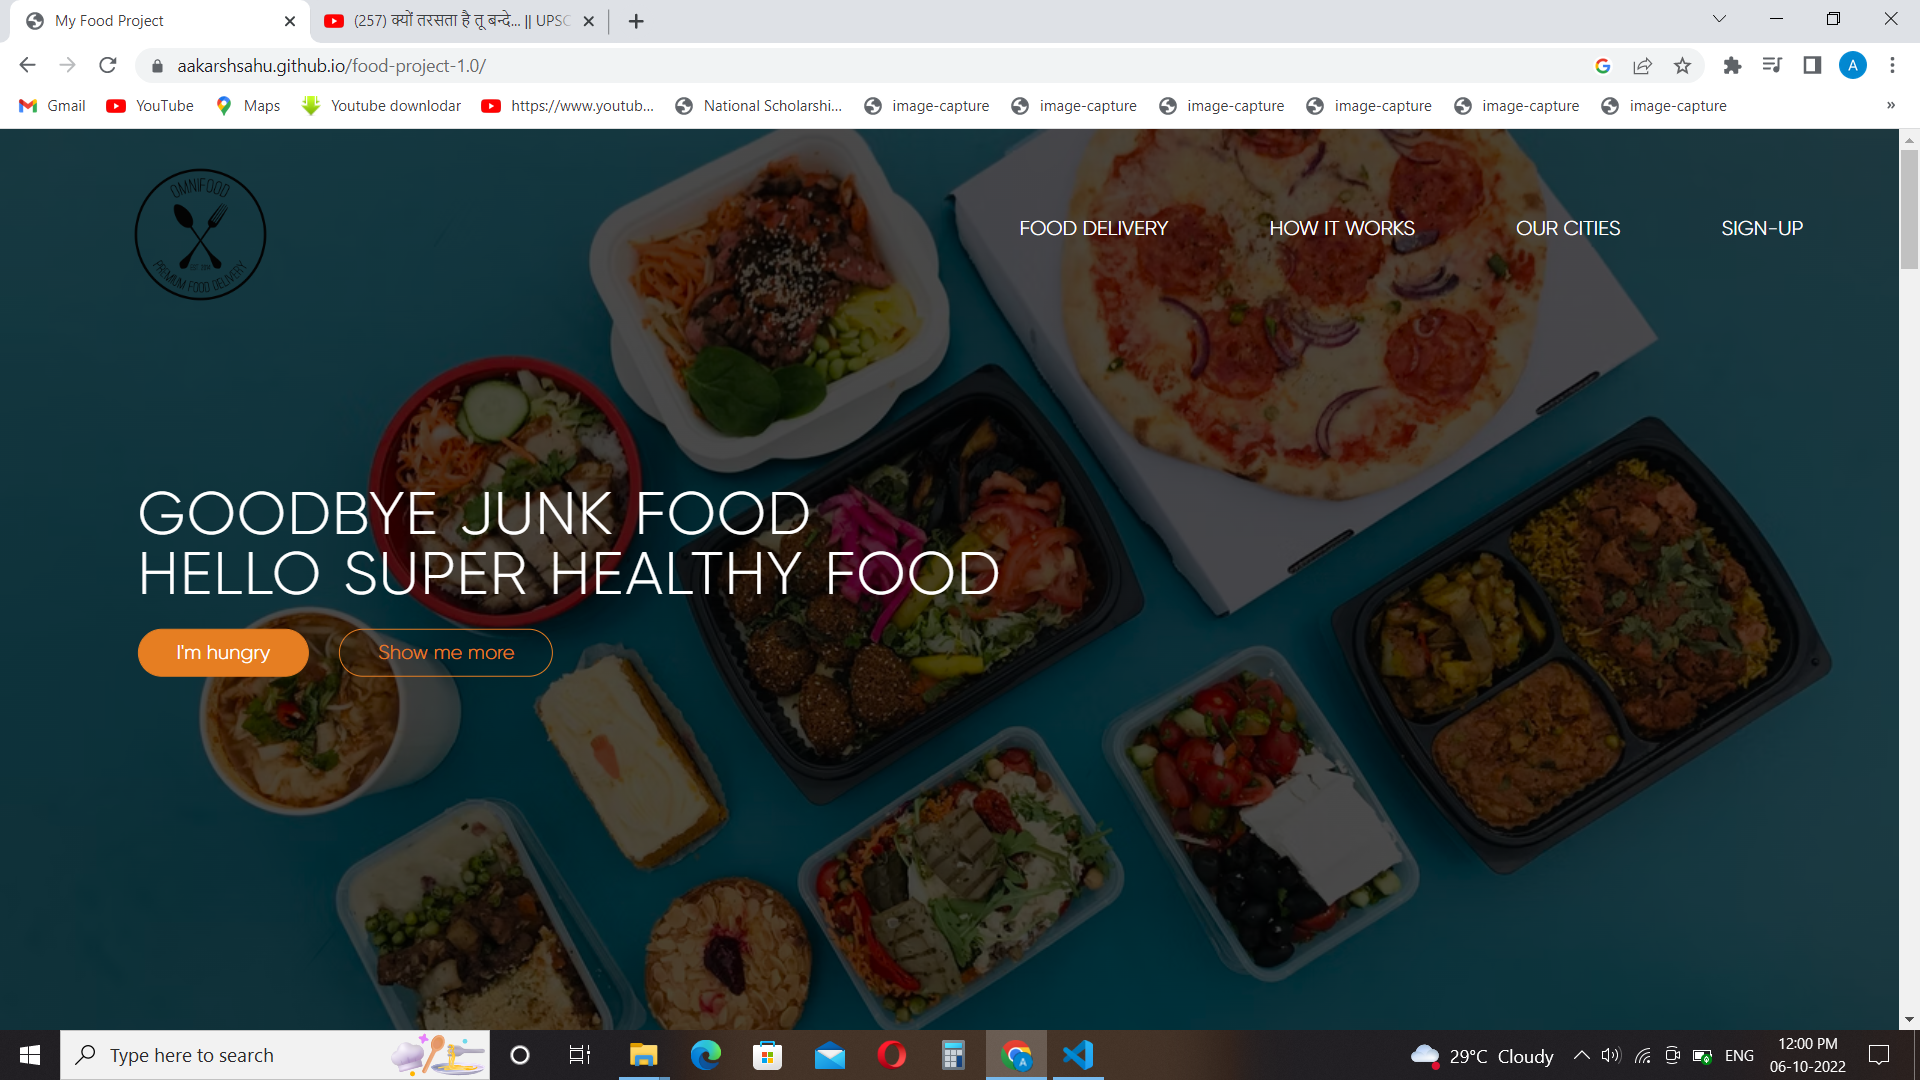 My Food Project
(257) क्यों तरसता है तू बन्दे... || UPSC
aakarshsahu.github.io/food-project-1.0/
A
Gmail
YouTube
Maps
Youtube downlodar
https://www.youtub...
National Scholarshi...
image-capture
image-capture
image-capture
image-capture
image-capture
image-capture
»
OMNIFOOD
PREMIUM FOOD DELIVERY
FOOD DELIVERY
HOW IT WORKS
OUR CITIES
SIGN-UP
GOODBYE JUNK FOOD
HELLO SUPER HEALTHY FOOD
I'm hungry
Show me more
Type here to search
A
29°C Cloudy
ENG
12:00 PM
06-10-2022